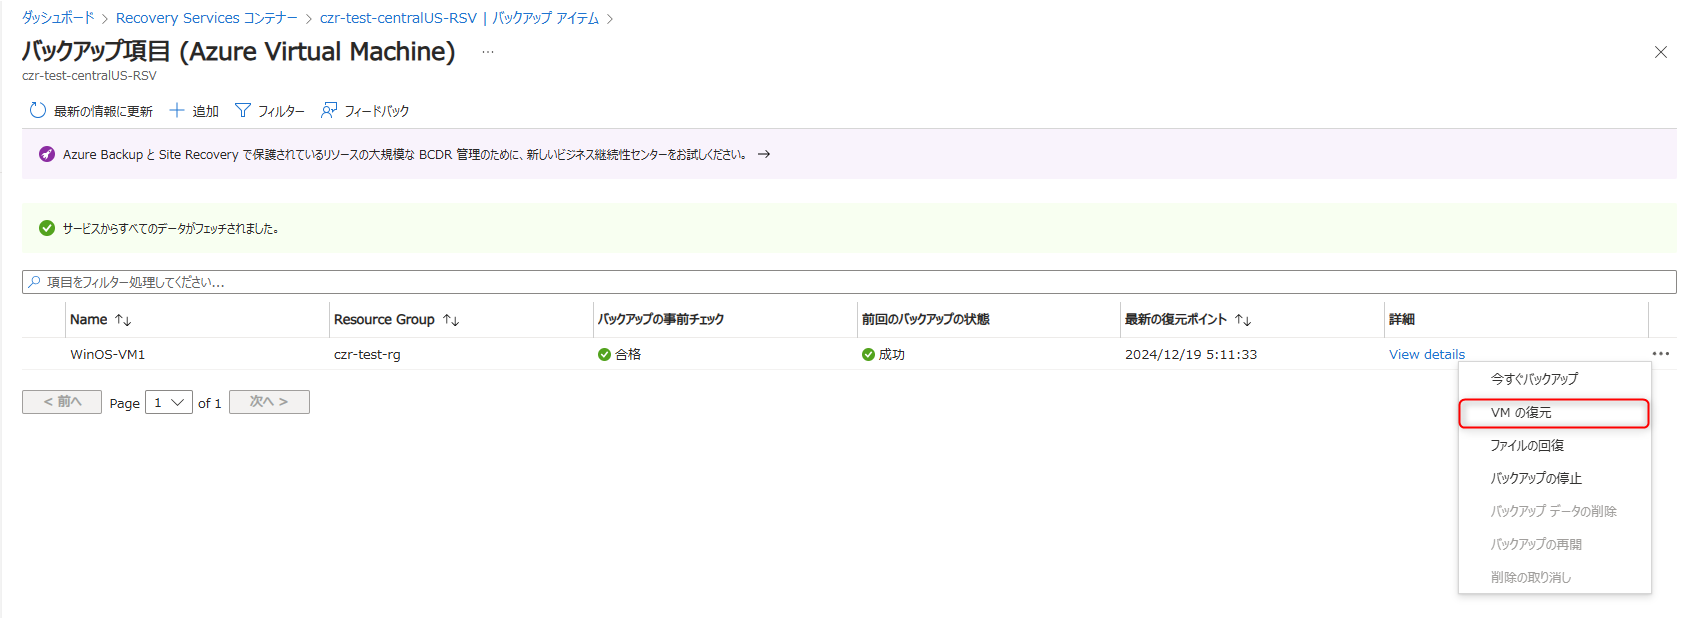 ダッシュボード > Recovery Services コンテナー > czr-test-centralUS-RSV | バックアップ アイテム >
バックアップ項目 (Azure Virtual Machine) …
czr-test-centralUS-RSV
最新の情報に更新 追加 フィルター フィードバック
Azure Backup と Site Recovery で保護されているリソースの大規模な BCDR 管理のために、新しいビジネス継続性センターをお試しください。 →
サービスからすべてのデータがフェッチされました。
項目をフィルター処理してください...
Name ↑↓ Resource Group ↑↓ バックアップの事前チェック 前回のバックアップの状態 最新の復元ポイント ↑↓ 詳細
WinOS-VM1 czr-test-rg 合格 成功 2024/12/19 5:11:33 View details
< 前へ Page 1 of 1 次へ >
今すぐバックアップ
VM の復元
ファイルの回復
バックアップの停止
バックアップ データの削除
バックアップの再開
削除の取り消し